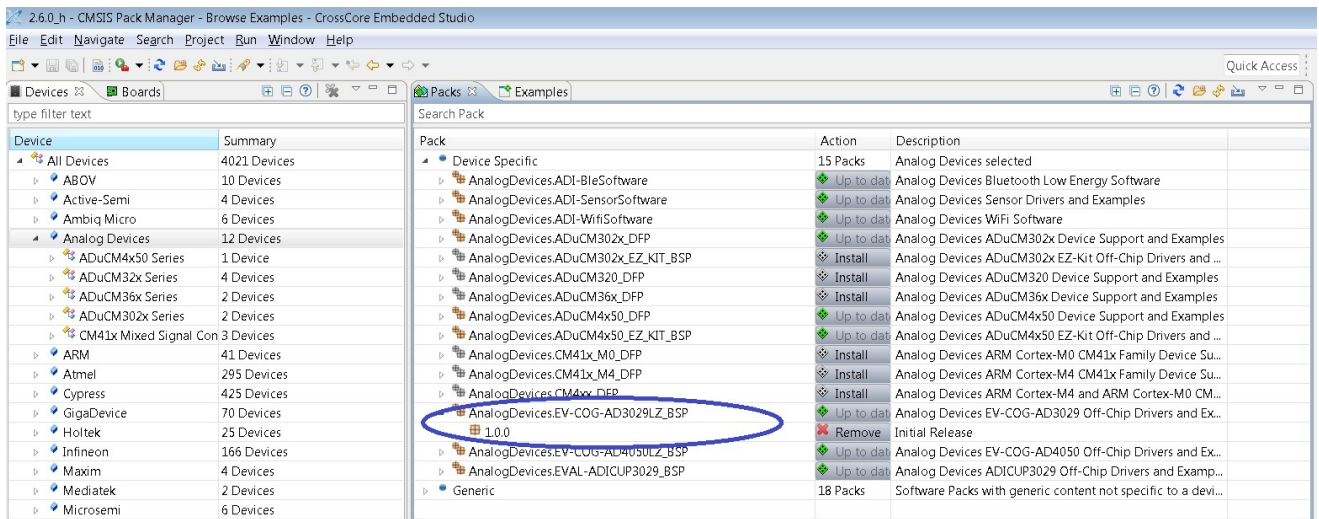 2.6.0_h - CMSIS Pack Manager - Browse Examples - CrossCore Embedded Studio
File Edit Navigate Search Project Run Window Help
Quick Access
Devices Boards
type filter text
Device Summary
All Devices 4021 Devices
ABOV 10 Devices
Active-Semi 4 Devices
Ambiq Micro 6 Devices
Analog Devices 12 Devices
ADuCM4x50 Series 1 Device
ADuCM32x Series 4 Devices
ADuCM36x Series 2 Devices
ADuCM302x Series 2 Devices
CM41x Mixed Signal Con 3 Devices
ARM 41 Devices
Atmel 295 Devices
Cypress 425 Devices
GigaDevice 70 Devices
Holtek 25 Devices
Infineon 166 Devices
Maxim 4 Devices
Mediatek 2 Devices
Microsemi 6 Devices
Packs Examples
Search Pack
Pack Action Description
Device Specific 15 Packs Analog Devices selected
AnalogDevices.ADI-BleSoftware Up to dat Analog Devices Bluetooth Low Energy Software
AnalogDevices.ADI-SensorSoftware Up to dat Analog Devices Sensor Drivers and Examples
AnalogDevices.ADI-WifiSoftware Up to dat Analog Devices WiFi Software
AnalogDevices.ADuCM302x_DFP Up to dat Analog Devices ADuCM302x Device Support and Examples
AnalogDevices.ADuCM302x_EZ_KIT_BSP Install Analog Devices ADuCM302x EZ-Kit Off-Chip Drivers and ...
AnalogDevices.ADuCM320_DFP Install Analog Devices ADuCM320 Device Support and Examples
AnalogDevices.ADuCM36x_DFP Install Analog Devices ADuCM36x Device Support and Examples
AnalogDevices.ADuCM4x50_DFP Up to dat Analog Devices ADuCM4x50 Device Support and Examples
AnalogDevices.ADuCM4x50_EZ_KIT_BSP Up to dat Analog Devices ADuCM4x50 EZ-Kit Off-Chip Drivers and ...
AnalogDevices.CM41x_M0_DFP Install Analog Devices ARM Cortex-M0 CM41x Family Device Su...
AnalogDevices.CM41x_M4_DFP Install Analog Devices ARM Cortex-M4 CM41x Family Device Su...
AnalogDevices.CM4xx_DFP Install Analog Devices ARM Cortex-M4 and ARM Cortex-M0 CM...
AnalogDevices.EV-COG-AD3029LZ_BSP Up to dat Analog Devices EV-COG-AD3029 Off-Chip Drivers and Ex...
1.0.0 Remove Initial Release
AnalogDevices.EV-COG-AD4050LZ_BSP Up to dat Analog Devices EV-COG-AD4050 Off-Chip Drivers and Ex...
AnalogDevices.EVAL-ADICUP3029_BSP Up to dat Analog Devices ADICUP3029 Off-Chip Drivers and Examp...
Generic 18 Packs Software Packs with generic content not specific to a devi...